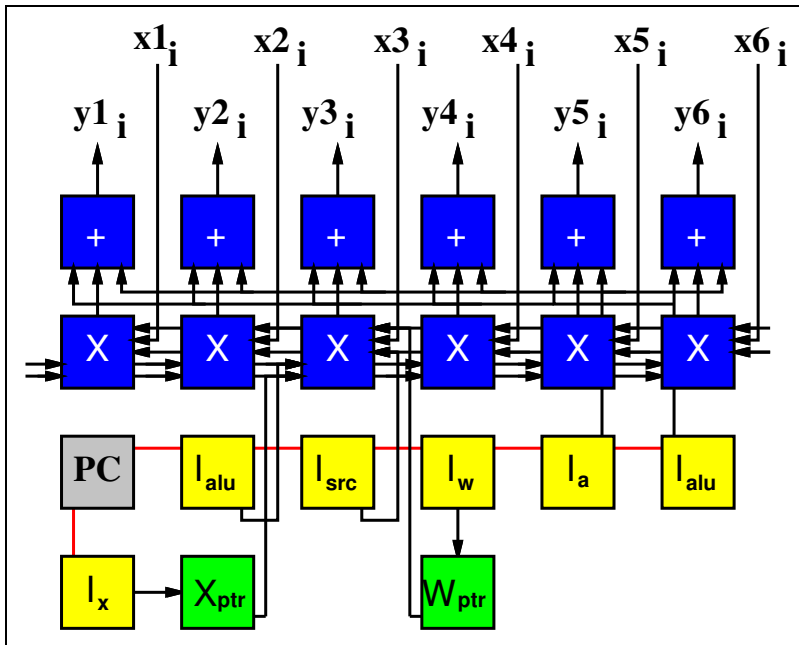 x1 i x2 i x3 i x4 i x5 i x6 i
y1 i y2 i y3 i y4 i y5 i y6 i
+ + + + + +
X X X X X X
PC I alu I src I w I a I alu
I x X ptr W ptr